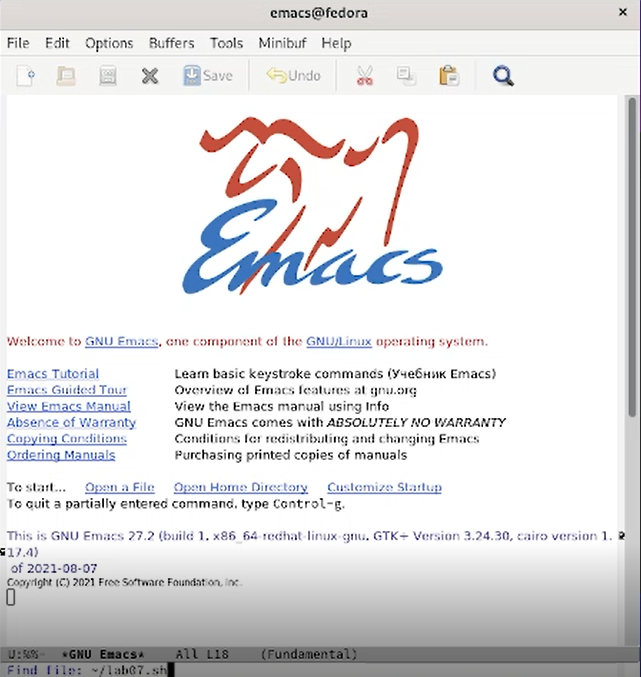 emacs@fedora ×
File Edit Options Buffers Tools Minibuf Help
Save Undo
Emacs
Welcome to GNU Emacs, one component of the GNU/Linux operating system.
Emacs Tutorial Learn basic keystroke commands (Учебник Emacs)
Emacs Guided Tour Overview of Emacs features at gnu.org
View Emacs Manual View the Emacs manual using Info
Absence of Warranty GNU Emacs comes with ABSOLUTELY NO WARRANTY
Copying Conditions Conditions for redistributing and changing Emacs
Ordering Manuals Purchasing printed copies of manuals
To start... Open a File Open Home Directory Customize Startup
To quit a partially entered command, type Control-g.
This is GNU Emacs 27.2 (build 1, x86_64-redhat-linux-gnu, GTK+ Version 3.24.30, cairo version 1.
17.4)
of 2021-08-07
Copyright (C) 2021 Free Software Foundation, Inc.
U:%%- *GNU Emacs* All L18 (Fundamental)
Find file: ~/lab07.sh